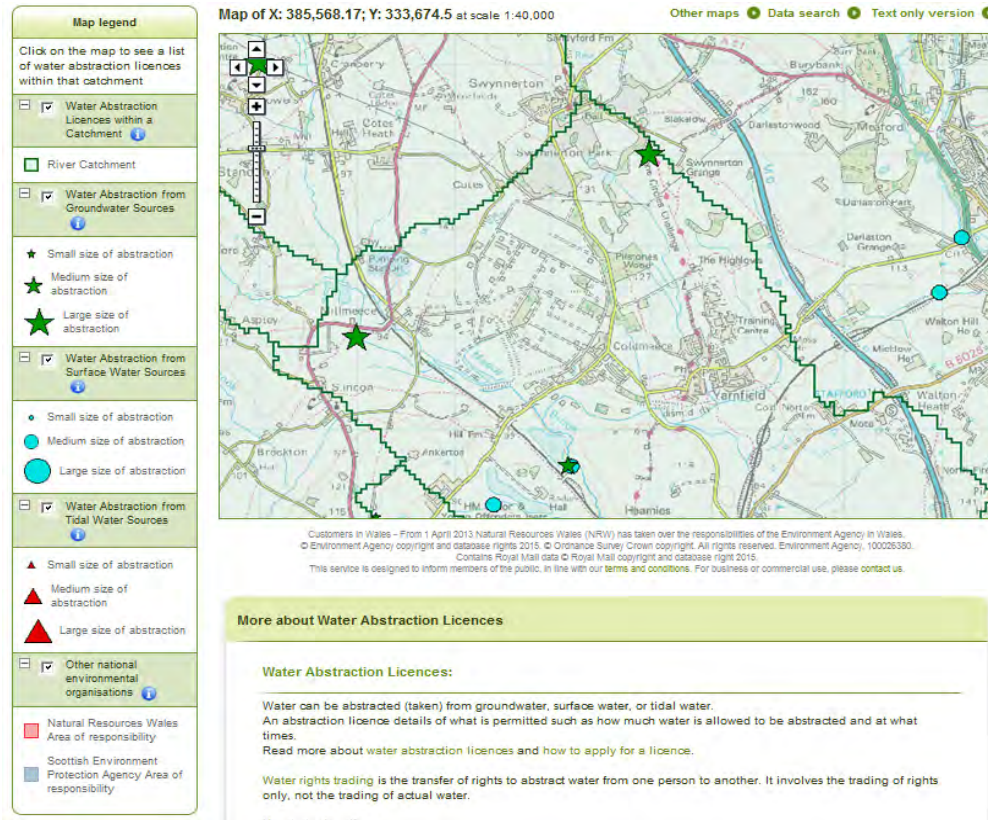 Map legend
Click on the map to see a list
of water abstraction licences
within that catchment
Water Abstraction
Licences within a
Catchment
River Catchment
Water Abstraction from
Groundwater Sources
Small size of abstraction
Medium size of
abstraction
Large size of
abstraction
Water Abstraction from
Surface Water Sources
Small size of abstraction
Medium size of abstraction
Large size of abstraction
Water Abstraction from
Tidal Water Sources
Small size of abstraction
Medium size of
abstraction
Large size of abstraction
Other national
environmental
organisations
Natural Resources Wales
Area of responsibility
Scottish Environment
Protection Agency Area of
responsibility
Map of X: 385,568.17; Y: 333,674.5 at scale 1:40,000
Other maps Data search Text only version
Swynnerton
Burybank
Cotes
Heath
Blakelow
Darlastonwood
Meaford
Swynnerton Park
Swynnerton
Grange
Darlaston Park
Darlaston
Grange
The Highlows
Walton Hill
Training
Centre
Coldmeece
Yarnfield
STAFFORD
Walton
Heath
Hill Fm
Brockton
Ankerton
Hall
Customers in Wales - From 1 April 2013 Natural Resources Wales (NRW) has taken over the responsibilities of the Environment Agency in Wales.
© Environment Agency copyright and database rights 2015. © Ordnance Survey Crown copyright. All rights reserved. Environment Agency, 100026380.
Contains Royal Mail data © Royal Mail copyright and database right 2015.
This service is designed to inform members of the public, in line with our terms and conditions. For business or commercial use, please contact us.
More about Water Abstraction Licences
Water Abstraction Licences:
Water can be abstracted (taken) from groundwater, surface water, or tidal water.
An abstraction licence details of what is permitted such as how much water is allowed to be abstracted and at what
times.
Read more about water abstraction licences and how to apply for a licence.
Water rights trading is the transfer of rights to abstract water from one person to another. It involves the trading of rights
only, not the trading of actual water.